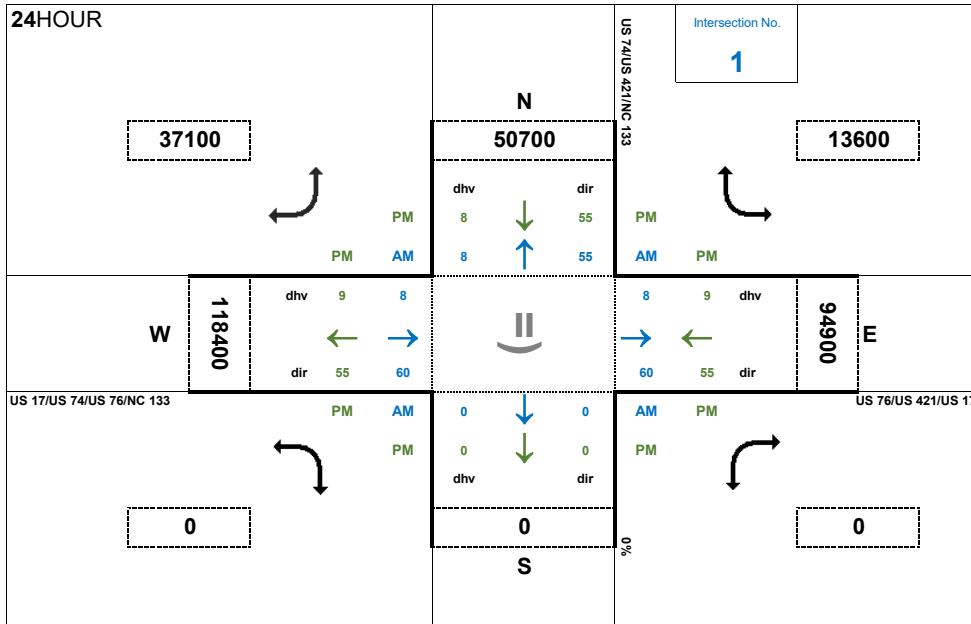 24HOUR
US 74/US 421/NC 133
Intersection No.
1
N
37100
50700
13600
dhv dir
PM 8 55 PM
PM AM 8 55 AM PM
dhv 9 8 8 9 dhv
W 118400 94900 E
dir 55 60 60 55 dir
US 17/US 74/US 76/NC 133
US 76/US 421/US 17
PM AM 0 0 AM PM
PM 0 0 PM
dhv dir
0 0 0
0%
S